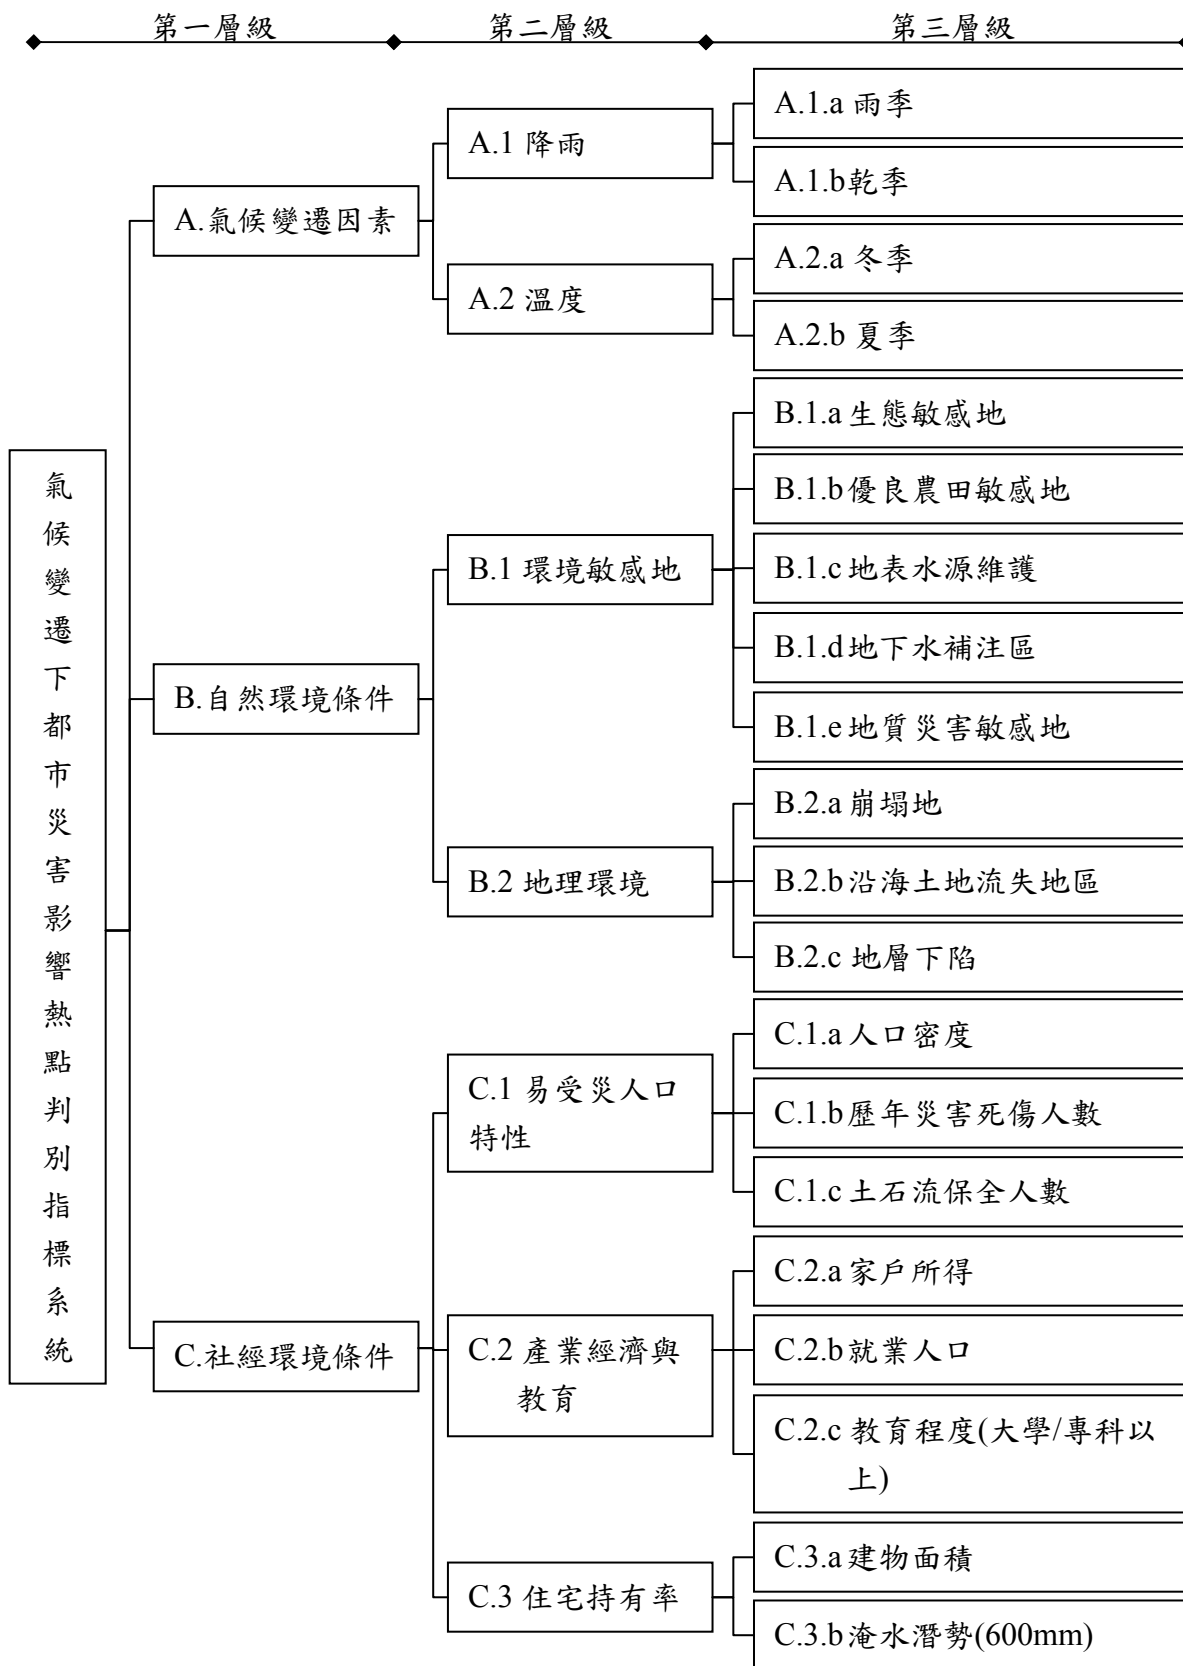 第一層級
第二層級
第三層級
氣候變遷下都市災害影響熱點判別指標系統
A.氣候變遷因素
A.1 降雨
A.1.a 雨季
A.1.b乾季
A.2 溫度
A.2.a 冬季
A.2.b 夏季
B.自然環境條件
B.1 環境敏感地
B.1.a生態敏感地
B.1.b優良農田敏感地
B.1.c地表水源維護
B.1.d地下水補注區
B.1.e地質災害敏感地
B.2 地理環境
B.2.a崩塌地
B.2.b沿海土地流失地區
B.2.c 地層下陷
C.社經環境條件
C.1 易受災人口
特性
C.1.a人口密度
C.1.b歷年災害死傷人數
C.1.c土石流保全人數
C.2 產業經濟與
教育
C.2.a家戶所得
C.2.b就業人口
C.2.c 教育程度(大學/專科以
上)
C.3 住宅持有率
C.3.a建物面積
C.3.b淹水潛勢(600mm)